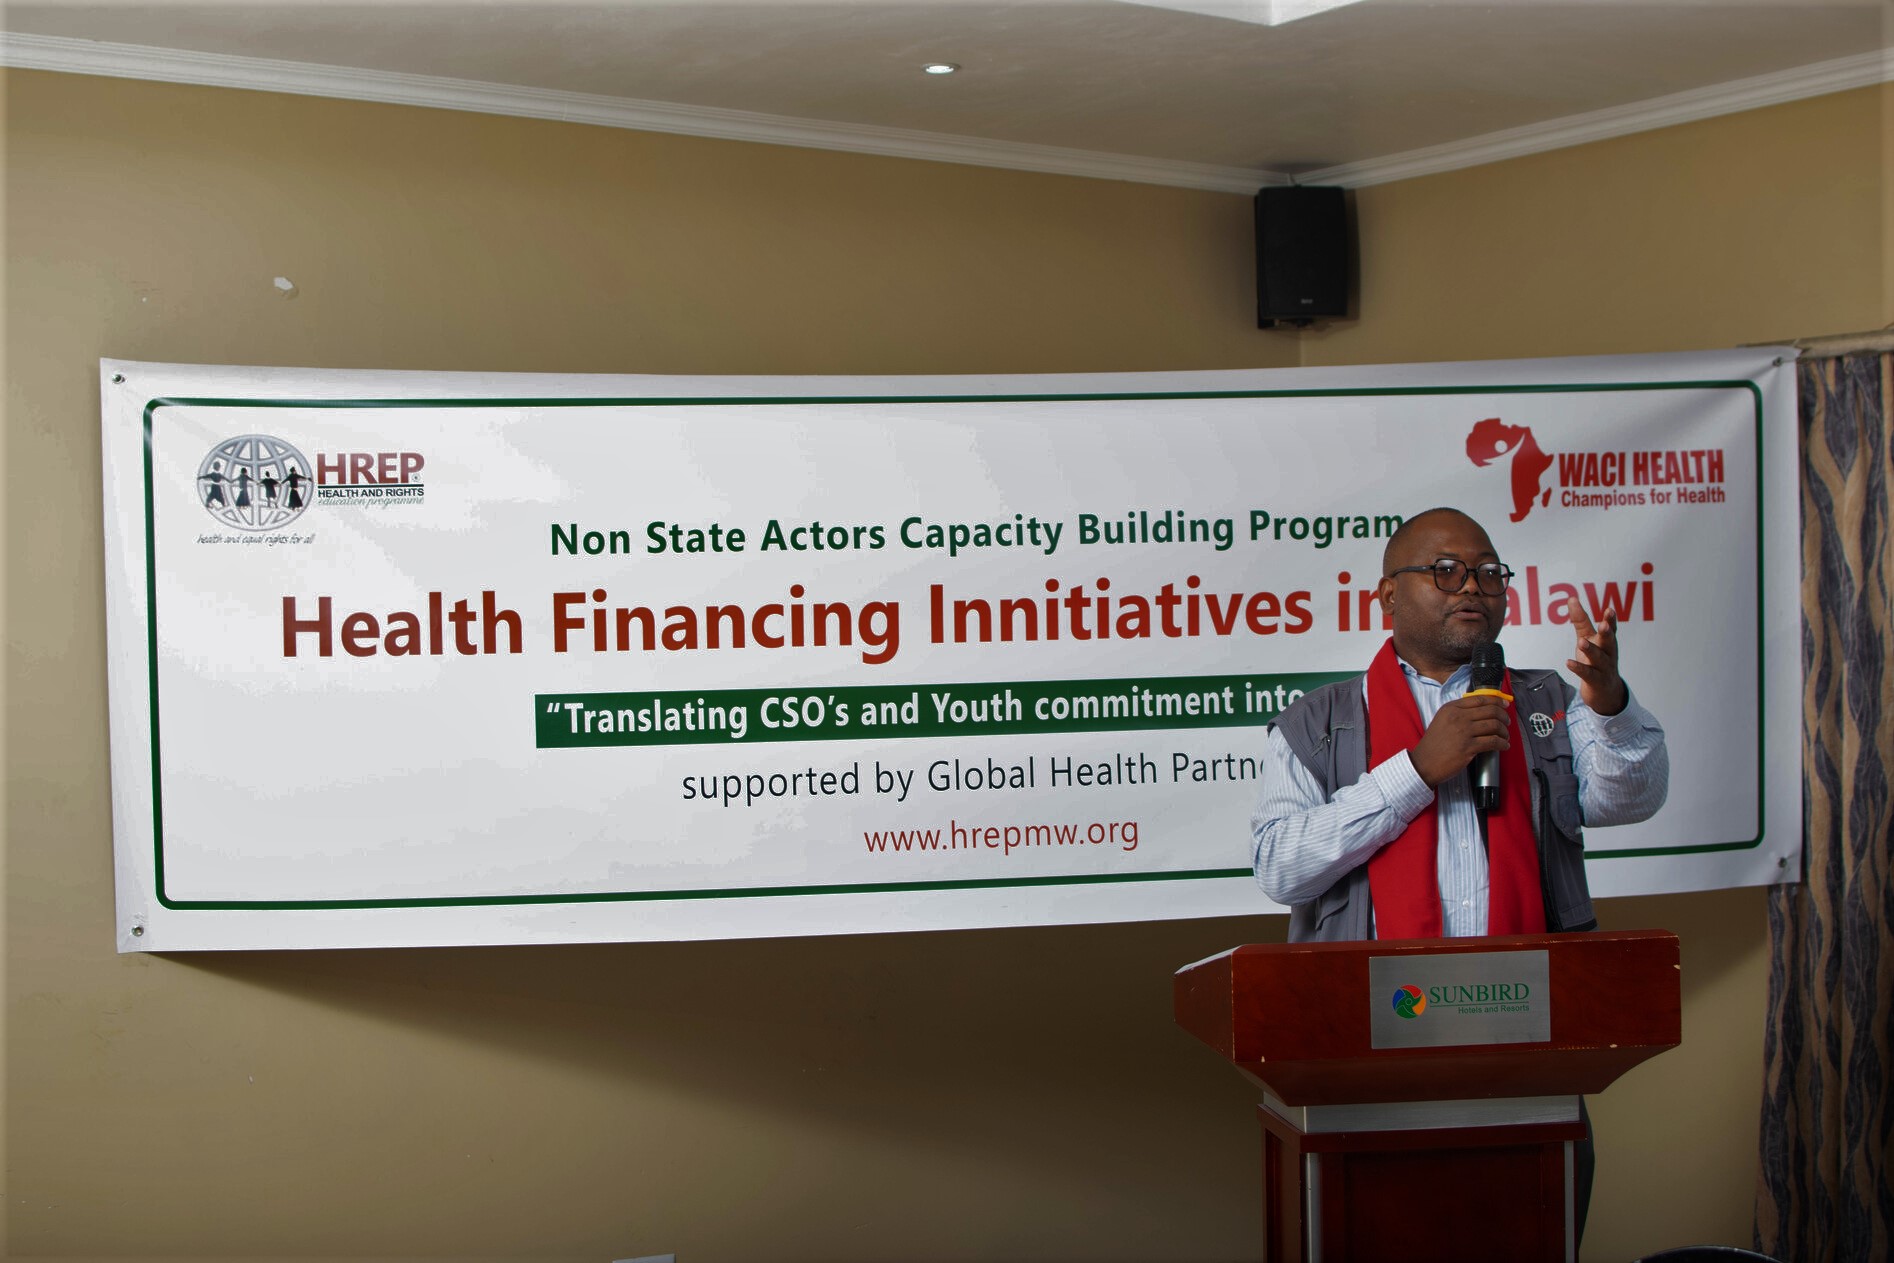 HREP
HEALTH AND RIGHTS
education programme
health and equal rights for all
WACI HEALTH
Champions for Health
Non State Actors Capacity Building Program
Health Financing Innitiatives in alawi
“Translating CSO’s and Youth commitment into
supported by Global Health Partne
www.hrepmw.org
SUNBIRD
Hotels and Resorts